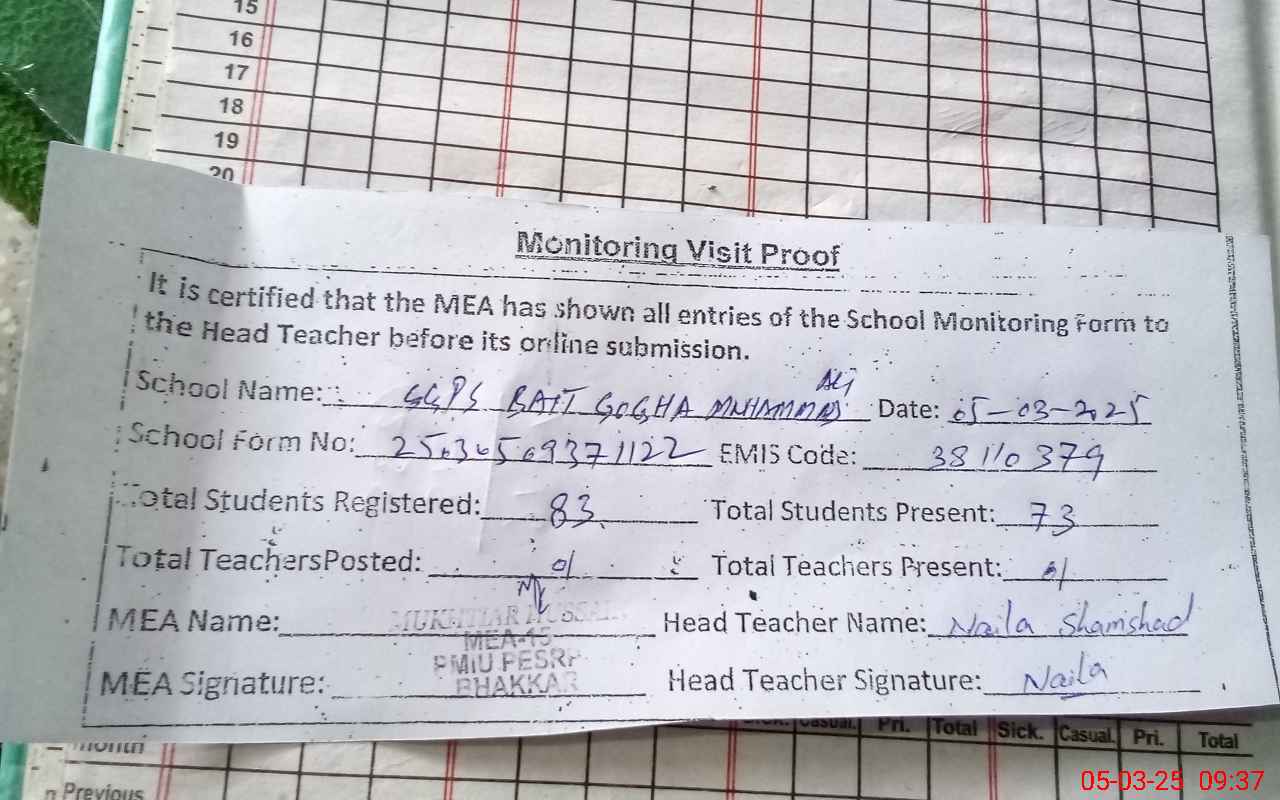 15
16
17
18
19
20
Monitoring Visit Proof
It is certified that the MEA has shown all entries of the School Monitoring Form to
the Head Teacher before its online submission.
School Name: GGPS BAIT GOGHA MUHAMMAD ALI Date: 05-03-2025
School Form No: EMIS Code: 38110379
Total Students Registered: 83 Total Students Present: 73
Total TeachersPosted: 01 Total Teachers Present: 01
MEA Name: MUKHTIAR HUSSAI Head Teacher Name: Naila Shamshad
MEA-15
PMIU PESRP
MEA Signature: BHAKKAR Head Teacher Signature: Naila
Sick. Casual. Pri. Total Sick. Casual. Pri. Total
month
Previous
05-03-25 09:37